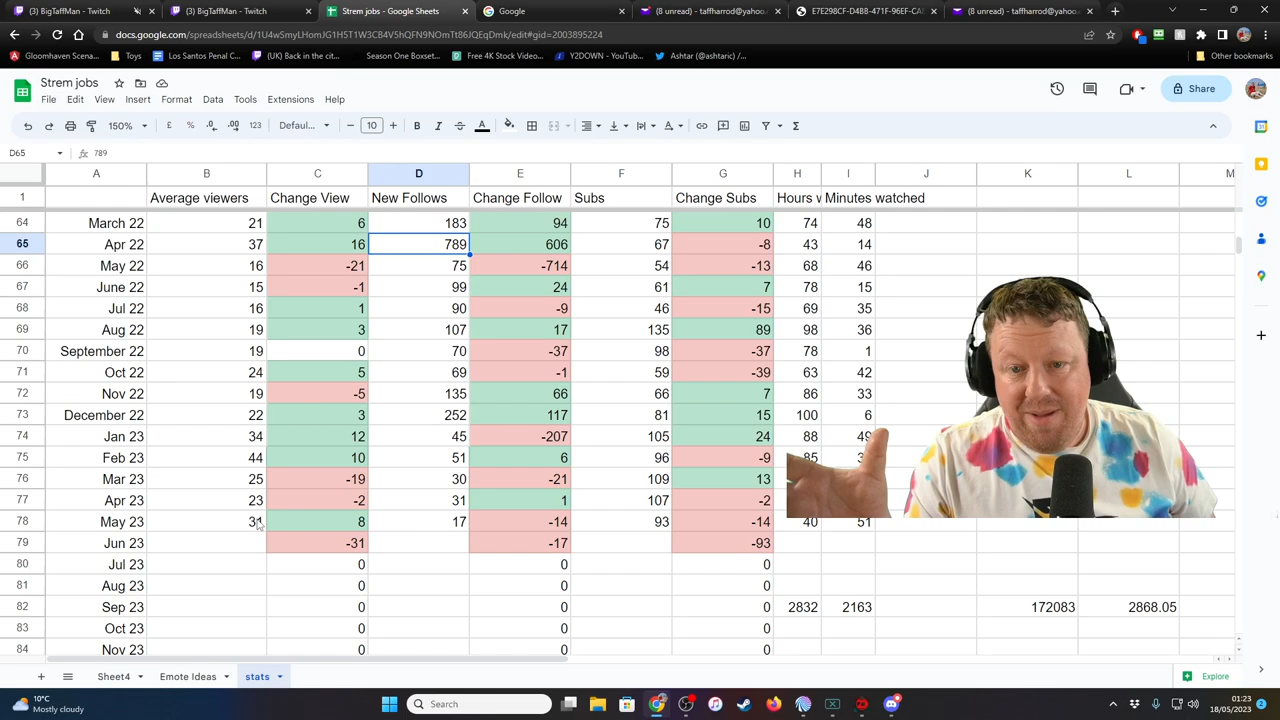 BigTaffMan - Twitch
BigTaffMan - Twitch
Strem jobs - Google Sheets
Google
(8 unread) - taffharrod@yahoo.
E7E298CF-D4BB-471F-96EF-CA
(8 unread) - taffharrod@yahoo.
docs.google.com/spreadsheets/d/1U4wSmyLHomJG1H5T1W3CB4V5hQFN9NOmTt86JQEqDmk/edit#gid=2003895224
Gloomhaven Scena...
Toys
Los Santos Penal C...
(UK) Back in the cit...
Season One Boxset...
Free 4K Stock Video...
Y2DOWN - YouTub...
Ashtar (@ashtaric) /...
Other bookmarks
Strem jobs
File Edit View Insert Format Data Tools Extensions Help
Share
150% £ % .0 .00 123 Defaul... 10 B I A
D65 789
A B C D E F G H I J K L M
1 Average viewers Change View New Follows Change Follow Subs Change Subs Hours w Minutes watched
64 March 22 21 6 183 94 75 10 74 48
65 Apr 22 37 16 789 606 67 -8 43 14
66 May 22 16 -21 75 -714 54 -13 68 46
67 June 22 15 -1 99 24 61 7 78 15
68 Jul 22 16 1 90 -9 46 -15 69 35
69 Aug 22 19 3 107 17 135 89 98 36
70 September 22 19 0 70 -37 98 -37 78 1
71 Oct 22 24 5 69 -1 59 -39 63 42
72 Nov 22 19 -5 135 66 66 7 86 33
73 December 22 22 3 252 117 81 15 100 6
74 Jan 23 34 12 45 -207 105 24 88 49
75 Feb 23 44 10 51 6 96 -9 85
76 Mar 23 25 -19 30 -21 109 13
77 Apr 23 23 -2 31 1 107 -2
78 May 23 31 8 17 -14 93 -14 40 51
79 Jun 23 -31 -17 -93
80 Jul 23 0 0 0
81 Aug 23 0 0 0
82 Sep 23 0 0 0 2832 2163 172083 2868.05
83 Oct 23 0 0 0
84 Nov 23 0 0 0
Sheet4 Emote Ideas stats
Explore
10°C
Mostly cloudy
Search
01:23
18/05/2023